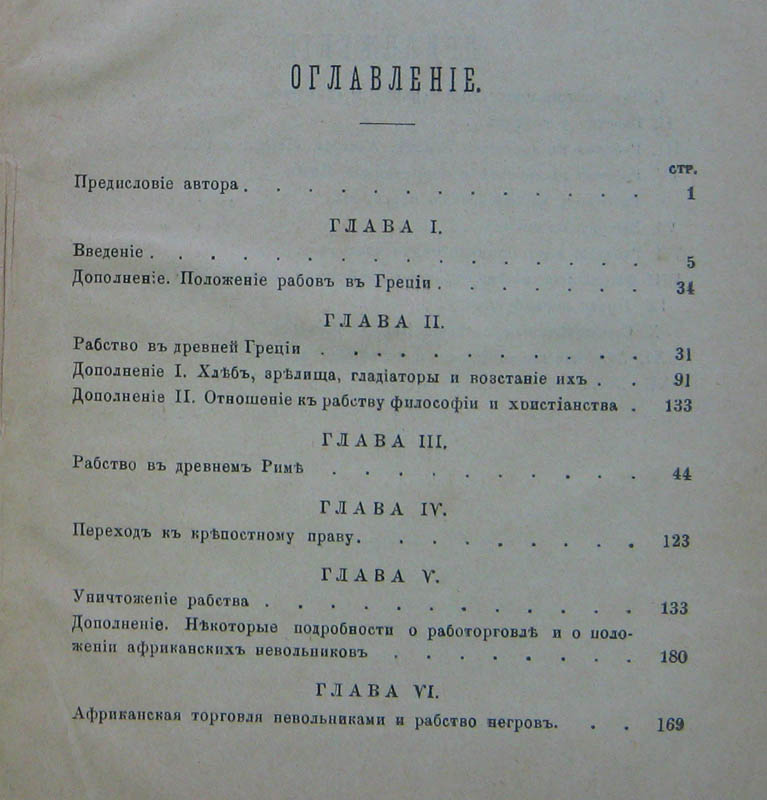 ОГЛАВЛЕНІЕ.
СТР.
Предисловіе автора . . . . . . . . . . . . . 1
ГЛАВА I.
Введеніе . . . . . . . . . . . . . . . . 5
Дополненіе. Положеніе рабовъ въ Греціи . . . . . . . 34
ГЛАВА II.
Рабство въ древней Греціи . . . . . . . . . . 31
Дополненіе I. Хлѣбъ, зрѣлища, гладіаторы и возстаніе ихъ . . 91
Дополненіе II. Отношеніе къ рабству философіи и христіанства . 133
ГЛАВА III.
Рабство въ древнемъ Римѣ . . . . . . . . . . 44
ГЛАВА IV.
Переходъ къ крѣпостному праву. . . . . . . . . 123
ГЛАВА V.
Уничтоженіе рабства . . . . . . . . . . . . 133
Дополненіе. Нѣкоторые подробности о работорговлѣ и о поло-
женіи африканскихъ невольниковъ . . . . . . . . 180
ГЛАВА VI.
Африканская торговля невольниками и рабство негровъ. . . 169